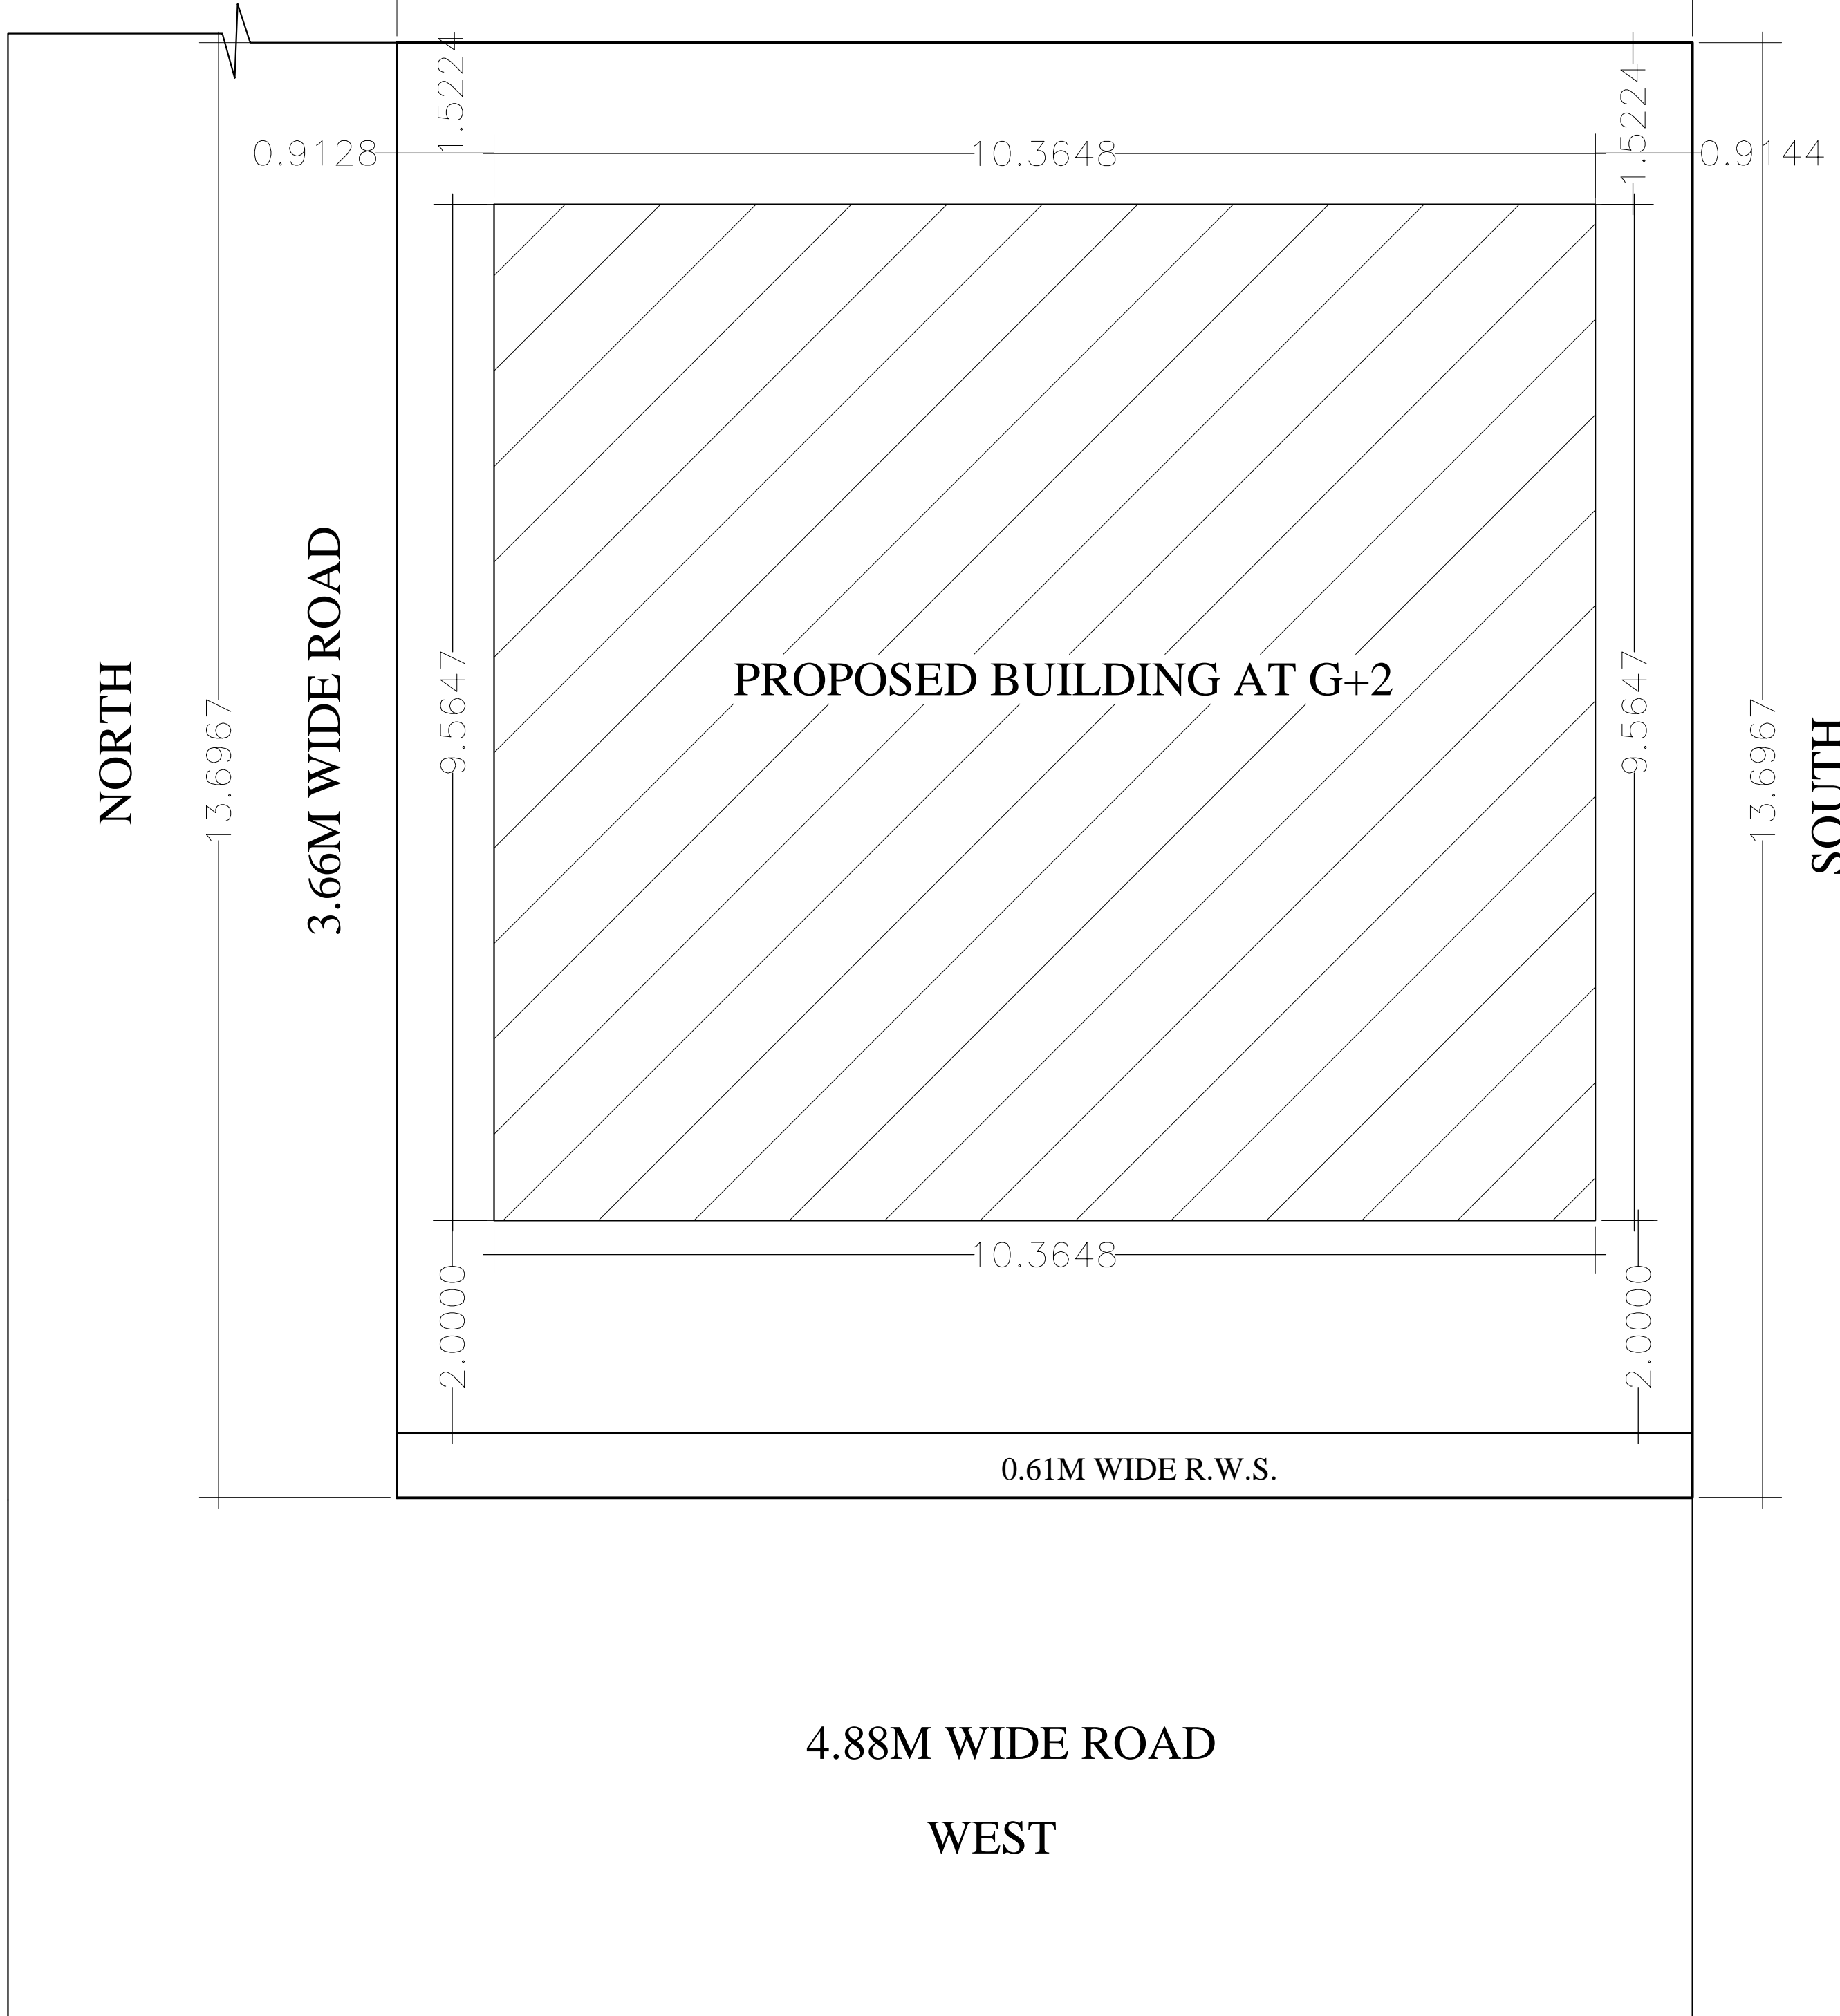 1.5224
1.5224
0.9128
10.3648
0.9144
NORTH
13.6967
3.66M WIDE ROAD
9.5647
PROPOSED BUILDING AT G+2
9.5647
13.6967
SOUTH
10.3648
2.0000
2.0000
0.61M WIDE R.W.S.
4.88M WIDE ROAD
WEST